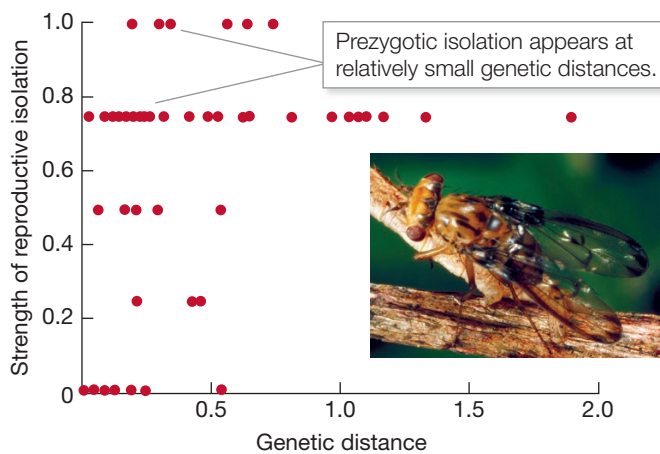 1.0
Prezygotic isolation appears at
relatively small genetic distances.
0.8
0.6
0.4
0.2
0
Strength of reproductive isolation
0.5
1.0
1.5
2.0
Genetic distance